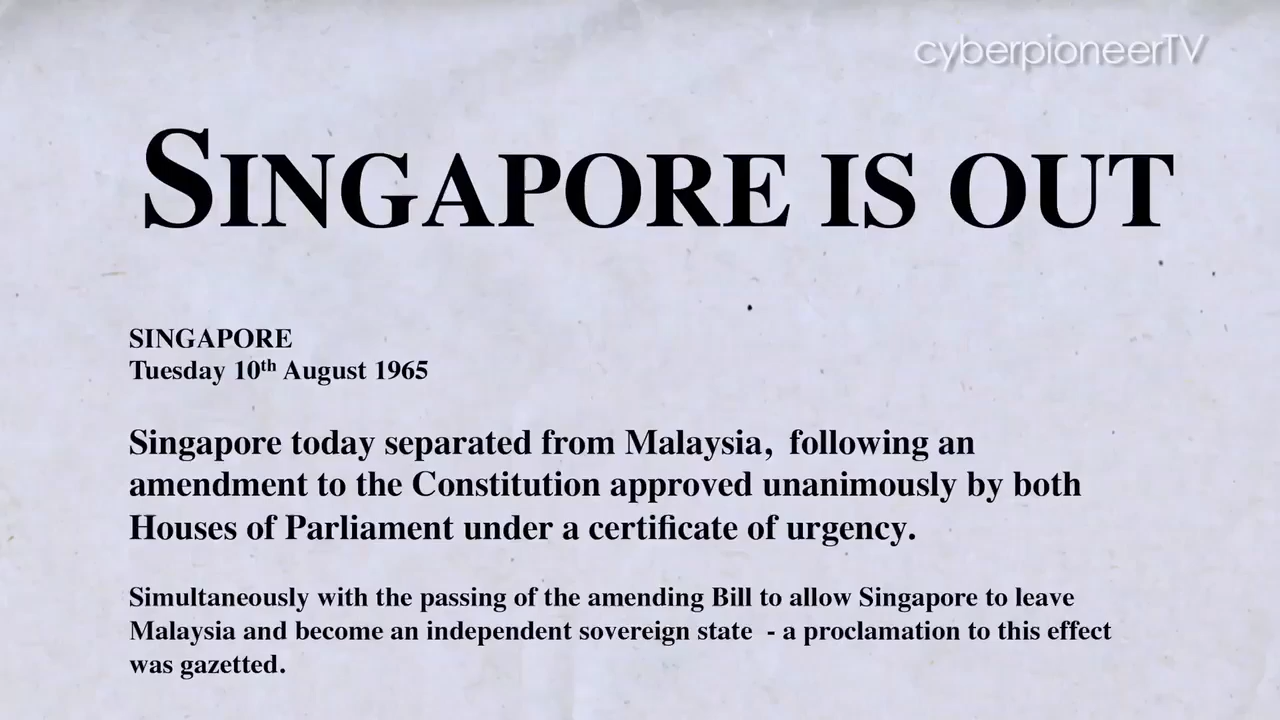 cyberpioneerTV
SINGAPORE IS OUT
SINGAPORE
Tuesday 10th August 1965
Singapore today separated from Malaysia, following an
amendment to the Constitution approved unanimously by both
Houses of Parliament under a certificate of urgency.
Simultaneously with the passing of the amending Bill to allow Singapore to leave
Malaysia and become an independent sovereign state - a proclamation to this effect
was gazetted.